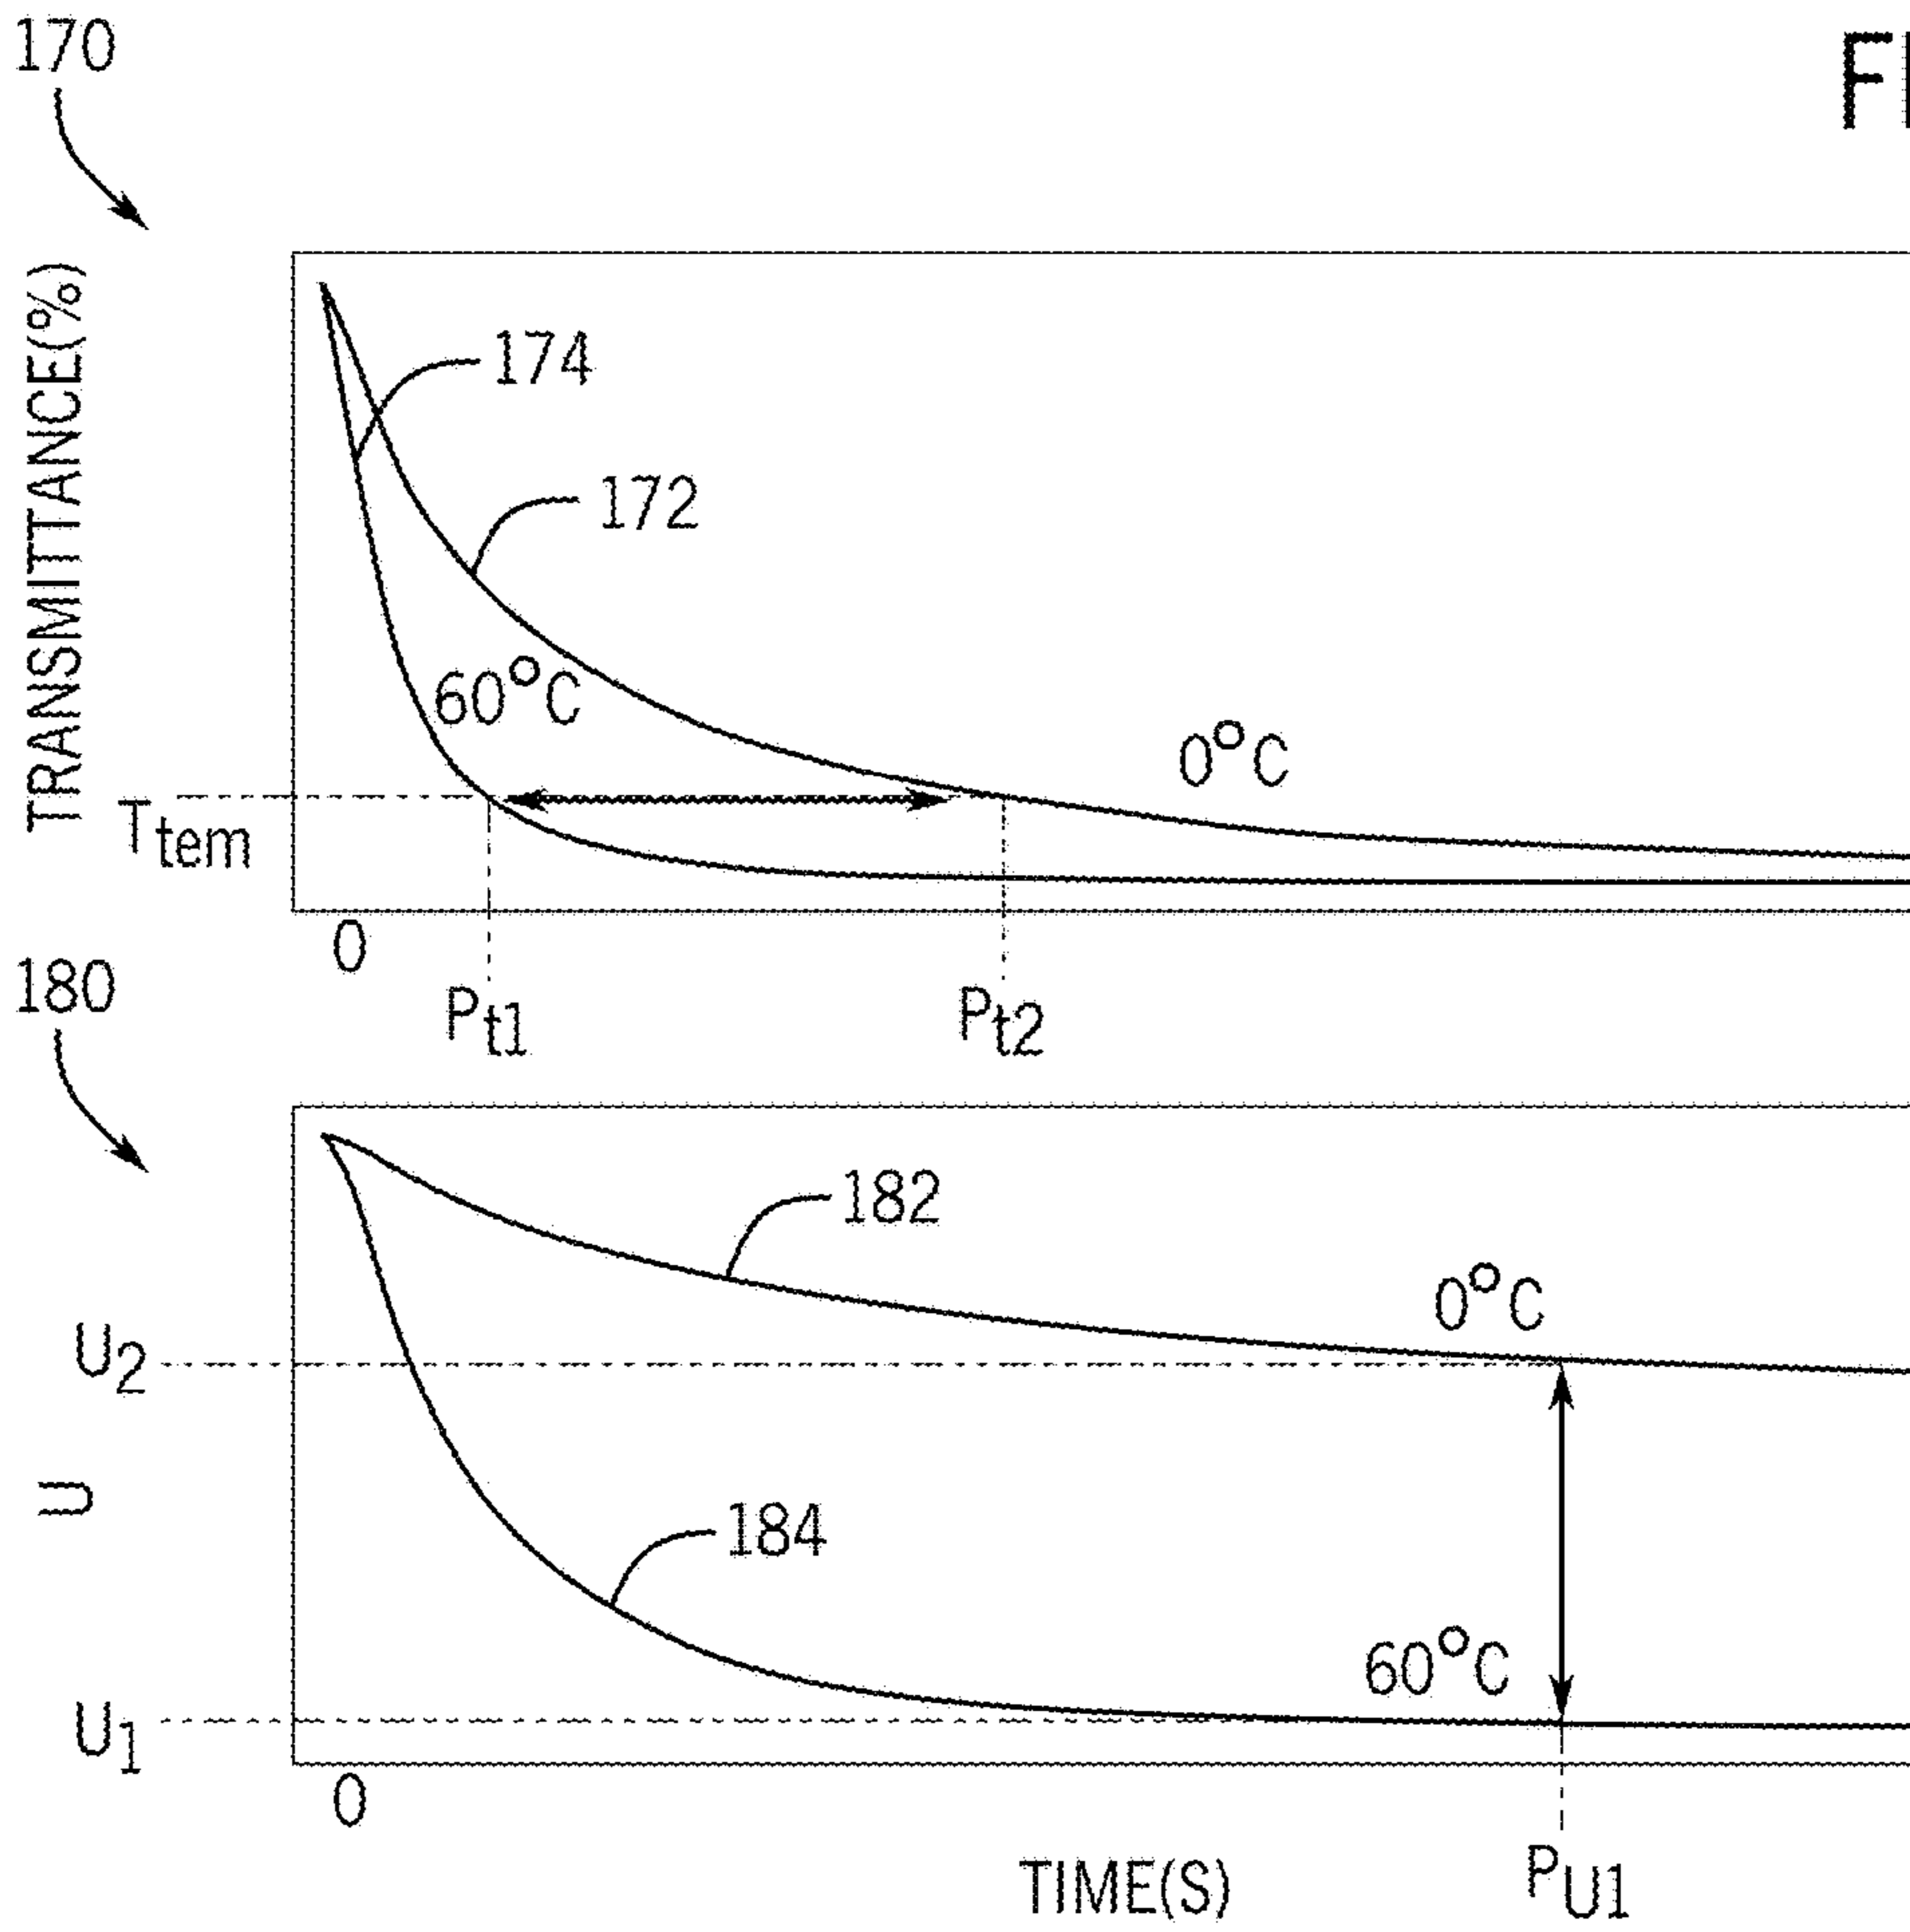 170
TRANSMITTANCE(%)
174
172
60°C
0°C
Ttem
0
Pt1
Pt2
180
182
0°C
U2
U
184
60°C
U1
0
TIME(S)
PU1